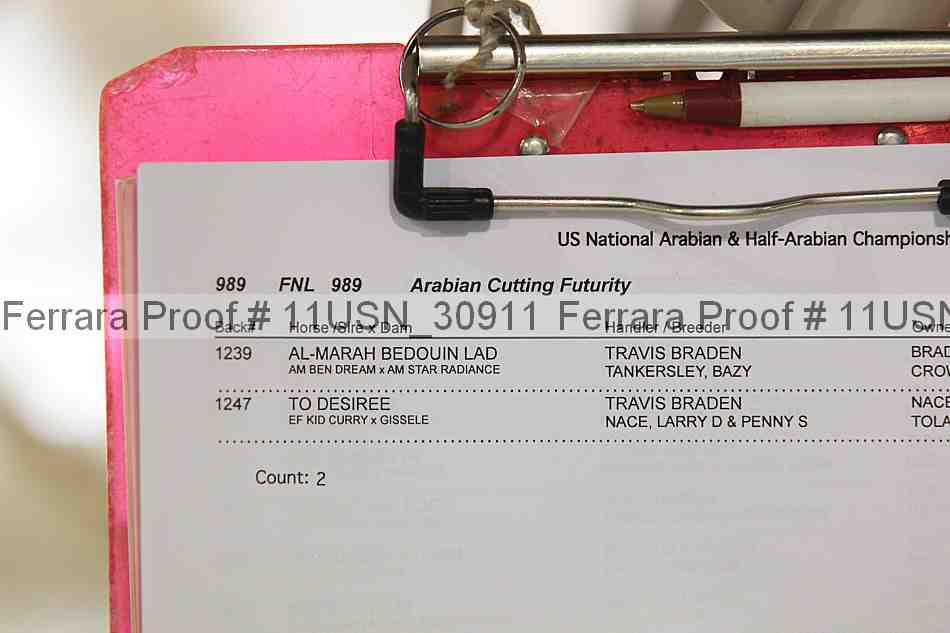 US National Arabian & Half-Arabian Championsh
989 FNL 989 Arabian Cutting Futurity
Ferrara Proof # 11USN_30911 Ferrara Proof # 11USN
Back# Horse /Sire x Dam Handler / Breeder Owne
1239 AL-MARAH BEDOUIN LAD TRAVIS BRADEN BRAD
AM BEN DREAM x AM STAR RADIANCE TANKERSLEY, BAZY CROW
1247 TO DESIREE TRAVIS BRADEN NACE
EF KID CURRY x GISSELE NACE, LARRY D & PENNY S TOLA
Count: 2